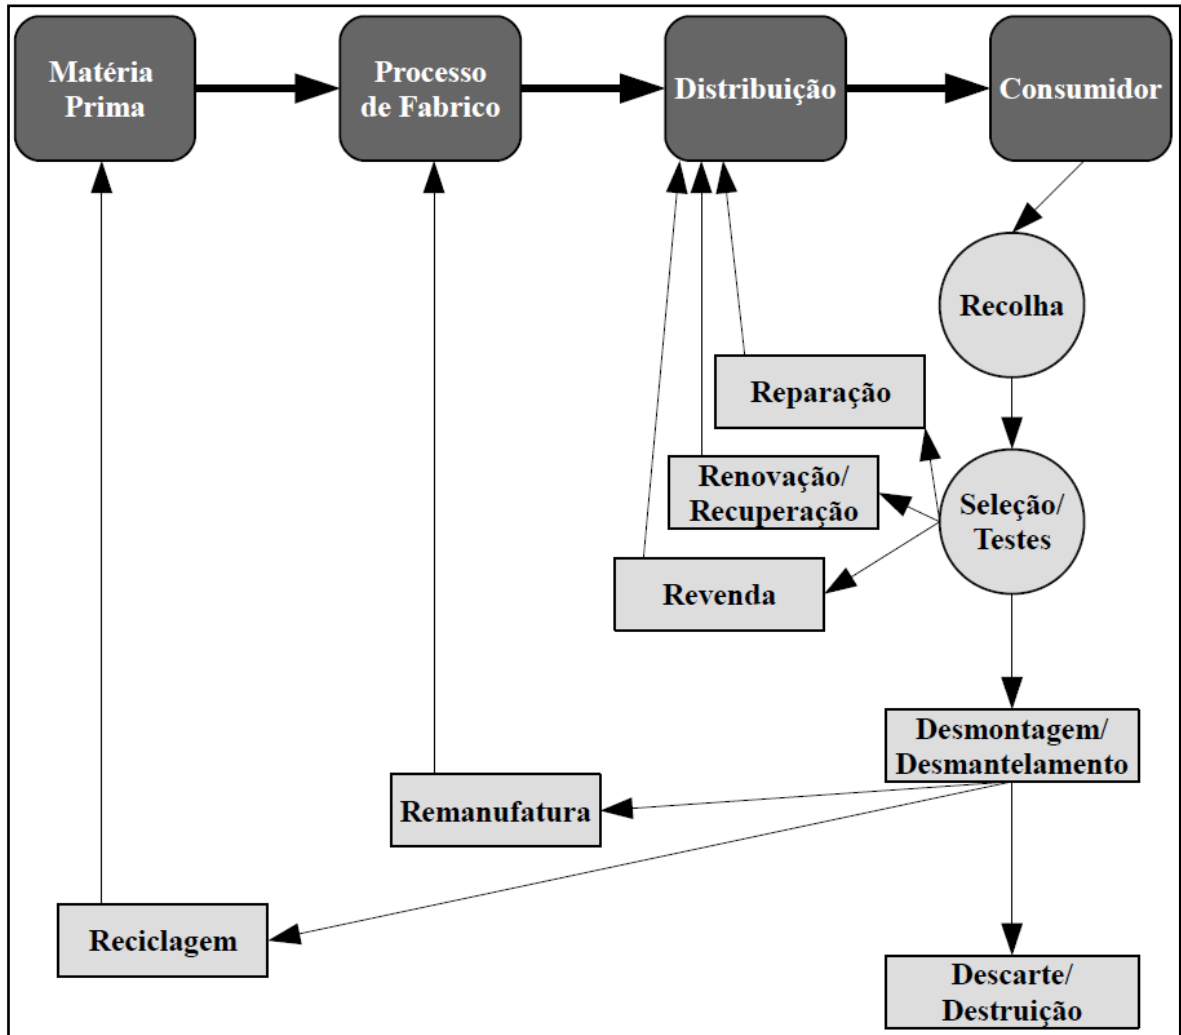 Matéria
Prima
Processo
de Fabrico
Distribuição
Consumidor
Recolha
Reparação
Renovação/
Recuperação
Seleção/
Testes
Revenda
Desmontagem/
Desmantelamento
Remanufatura
Reciclagem
Descarte/
Destruição